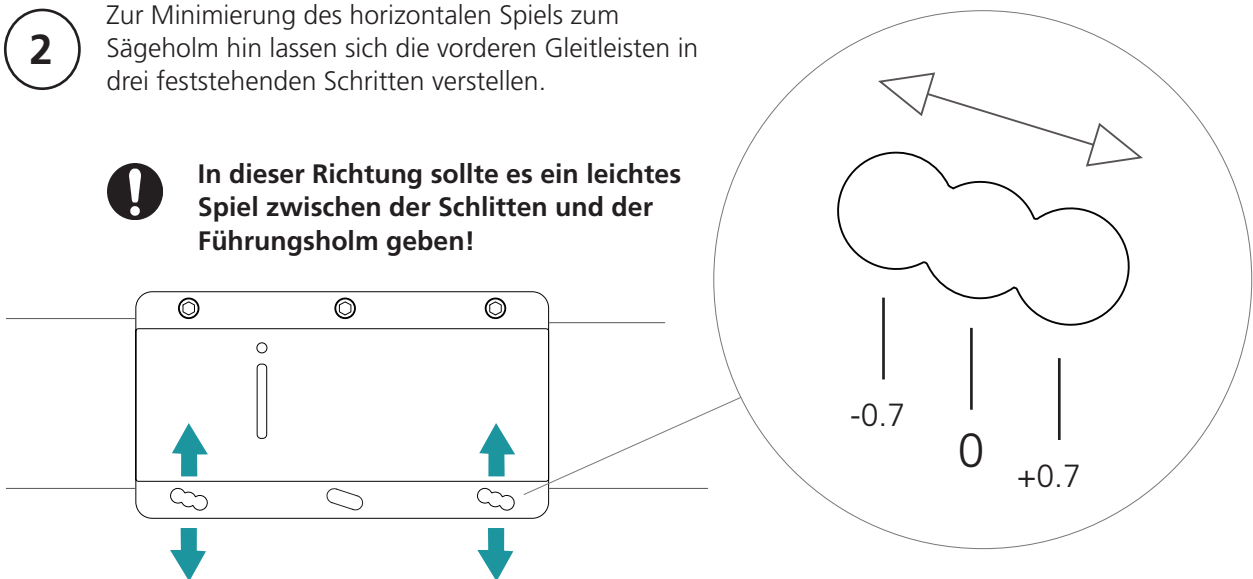 2
Zur Minimierung des horizontalen Spiels zum
Sägeholm hin lassen sich die vorderen Gleitleisten in
drei feststehenden Schritten verstellen.
In dieser Richtung sollte es ein leichtes
Spiel zwischen der Schlitten und der
Führungsholm geben!
-0.7
0
+0.7